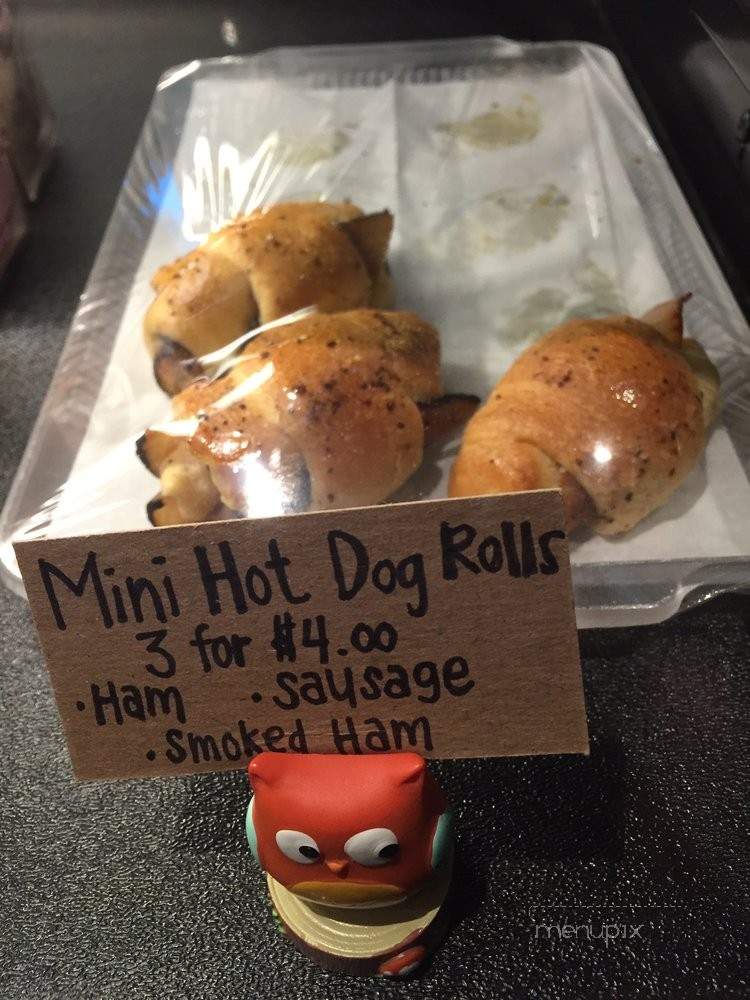 Mini Hot Dog Rolls
3 for $4.00
• Ham • sausage
• smoked Ham
menupix